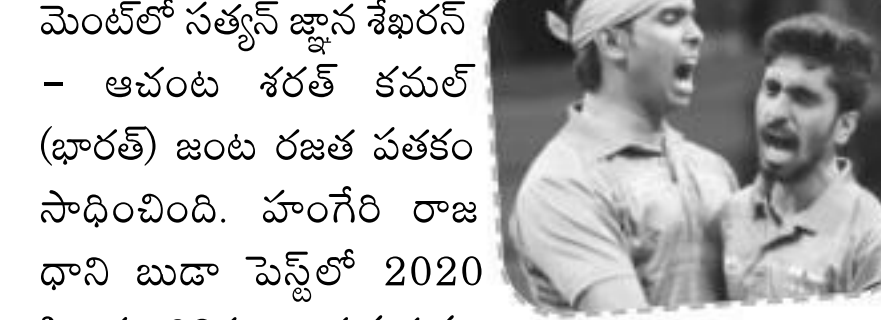 మెంట్‌లో సత్యన్ జ్ఞాన శేఖరన్
– ఆచంట శరత్ కమల్
(భారత్) జంట రజత పతకం
సాధించింది. హంగేరి రాజ
ధాని బుడా పెస్ట్‌లో 2020